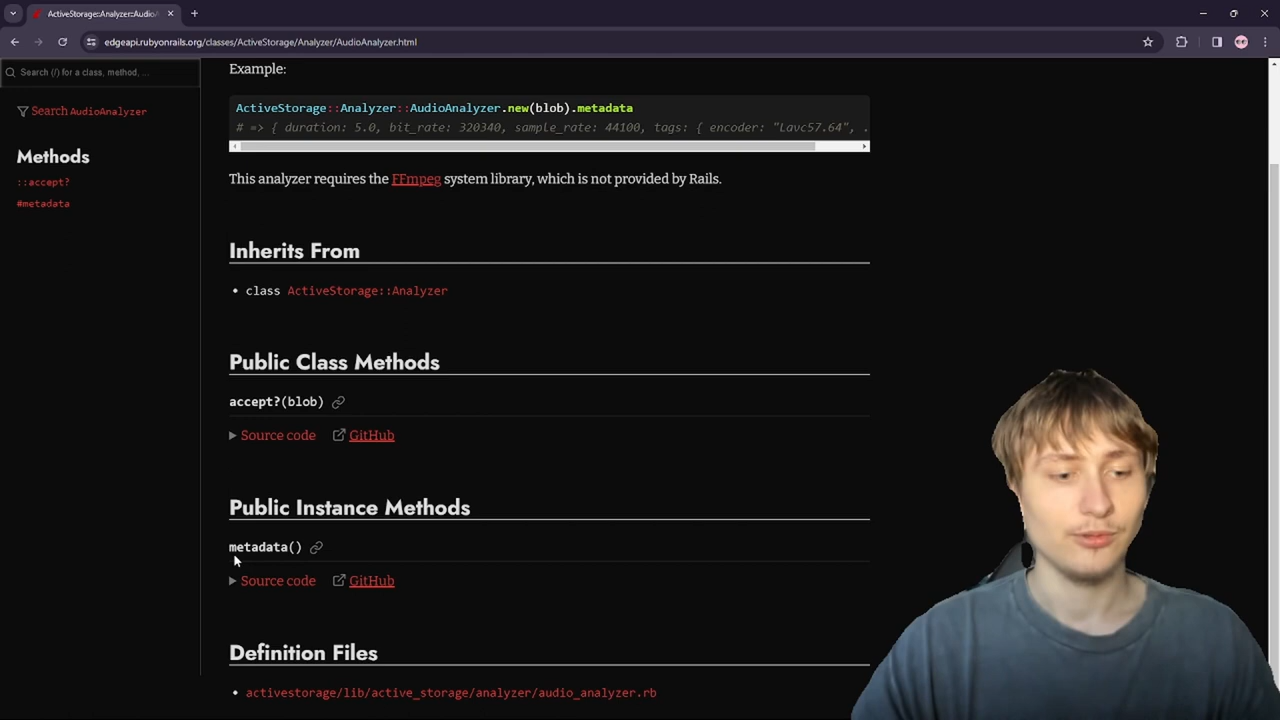 ActiveStorage::Analyzer::Audio
edgeapi.rubyonrails.org/classes/ActiveStorage/Analyzer/AudioAnalyzer.html
Search (/) for a class, method, ...
Search AudioAnalyzer
Methods
::accept?
#metadata
Example:
ActiveStorage::Analyzer::AudioAnalyzer.new(blob).metadata
# => { duration: 5.0, bit_rate: 320340, sample_rate: 44100, tags: { encoder: "Lavc57.64", .
This analyzer requires the FFmpeg system library, which is not provided by Rails.
Inherits From
• class ActiveStorage::Analyzer
Public Class Methods
accept?(blob)
Source code GitHub
Public Instance Methods
metadata()
Source code GitHub
Definition Files
• activestorage/lib/active_storage/analyzer/audio_analyzer.rb